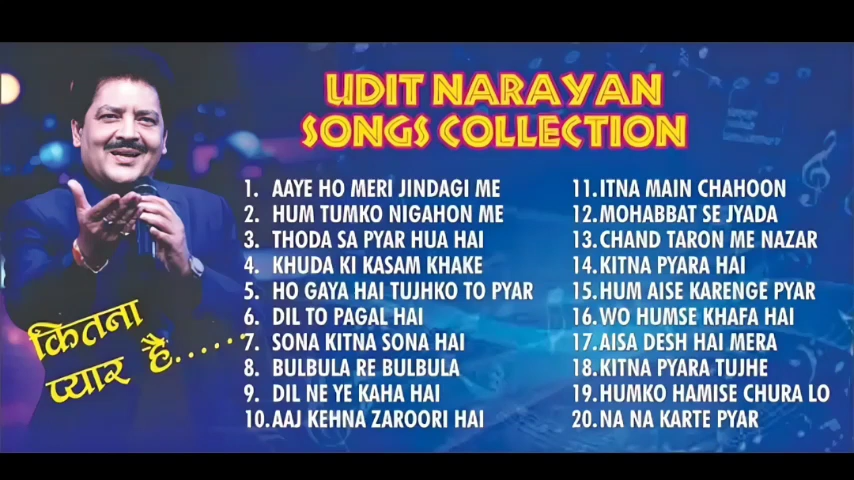 UDIT NARAYAN
SONGS COLLECTION
1. AAYE HO MERI JINDAGI ME
2. HUM TUMKO NIGAHON ME
3. THODA SA PYAR HUA HAI
4. KHUDA KI KASAM KHAKE
5. HO GAYA HAI TUJHKO TO PYAR
6. DIL TO PAGAL HAI
7. SONA KITNA SONA HAI
8. BULBULA RE BULBULA
9. DIL NE YE KAHA HAI
10. AAJ KEHNA ZAROORI HAI
11. ITNA MAIN CHAHOON
12. MOHABBAT SE JYADA
13. CHAND TARON ME NAZAR
14. KITNA PYARA HAI
15. HUM AISE KARENGE PYAR
16. WO HUMSE KHAFA HAI
17. AISA DESH HAI MERA
18. KITNA PYARA TUJHE
19. HUMKO HAMISE CHURA LO
20. NA NA KARTE PYAR
कितना
प्यार है......